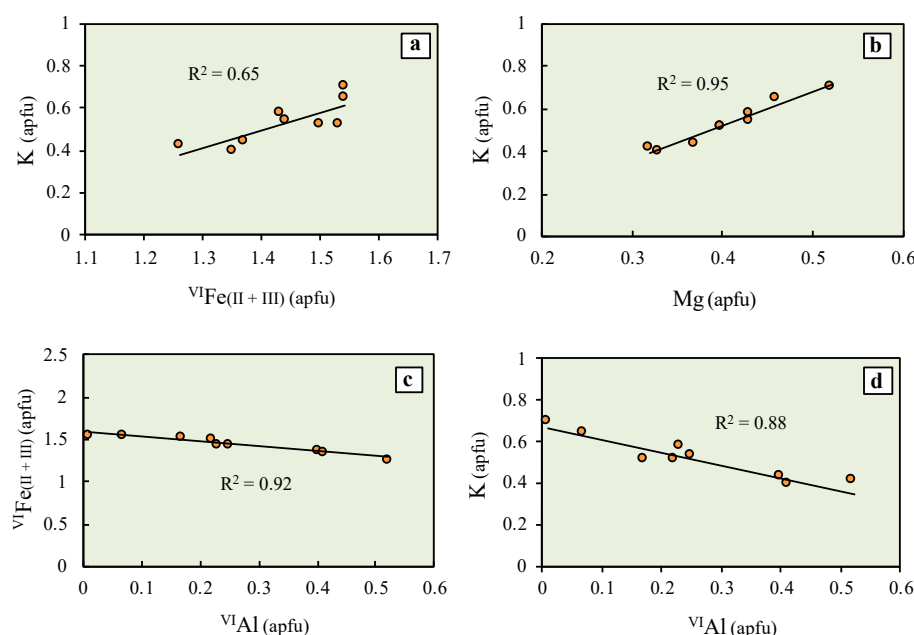 a
R² = 0.65
K (apfu)
1
0.8
0.6
0.4
0.2
0
1.1 1.2 1.3 1.4 1.5 1.6 1.7
ⱽᴵFe(II + III) (apfu)
b
R² = 0.95
K (apfu)
1
0.8
0.6
0.4
0.2
0
0.2 0.3 0.4 0.5 0.6
Mg (apfu)
c
R² = 0.92
ⱽᴵFe(II + III) (apfu)
2.5
2
1.5
1
0.5
0
0 0.1 0.2 0.3 0.4 0.5 0.6
ⱽᴵAl (apfu)
d
R² = 0.88
K (apfu)
1
0.8
0.6
0.4
0.2
0
0 0.1 0.2 0.3 0.4 0.5 0.6
ⱽᴵAl (apfu)